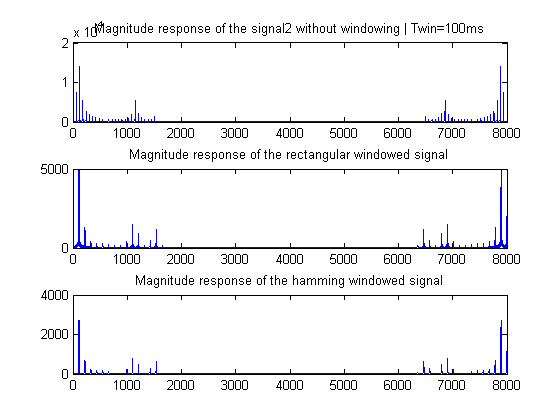 x 10⁴
Magnitude response of the signal2 without windowing | Twin=100ms
2
1
0
0 1000 2000 3000 4000 5000 6000 7000 8000
Magnitude response of the rectangular windowed signal
5000
0
0 1000 2000 3000 4000 5000 6000 7000 8000
Magnitude response of the hamming windowed signal
4000
2000
0
0 1000 2000 3000 4000 5000 6000 7000 8000